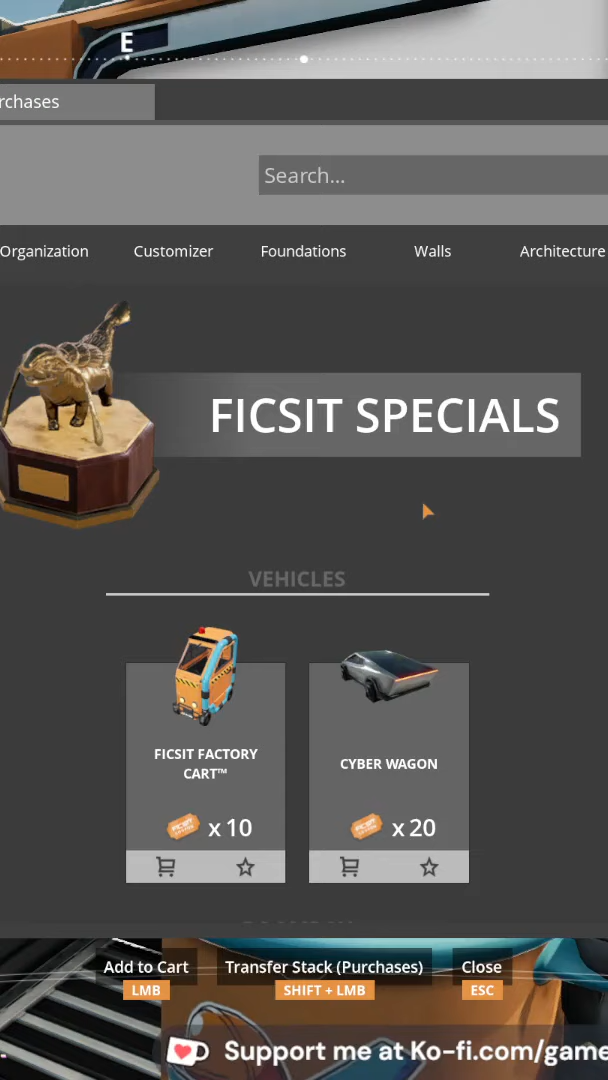 E
rchases
Search...
Organization Customizer Foundations Walls Architecture
FICSIT SPECIALS
VEHICLES
FICSIT FACTORY
CART™
CYBER WAGON
x 10
x 20
Add to Cart Transfer Stack (Purchases) Close
LMB SHIFT + LMB ESC
Support me at Ko-fi.com/game